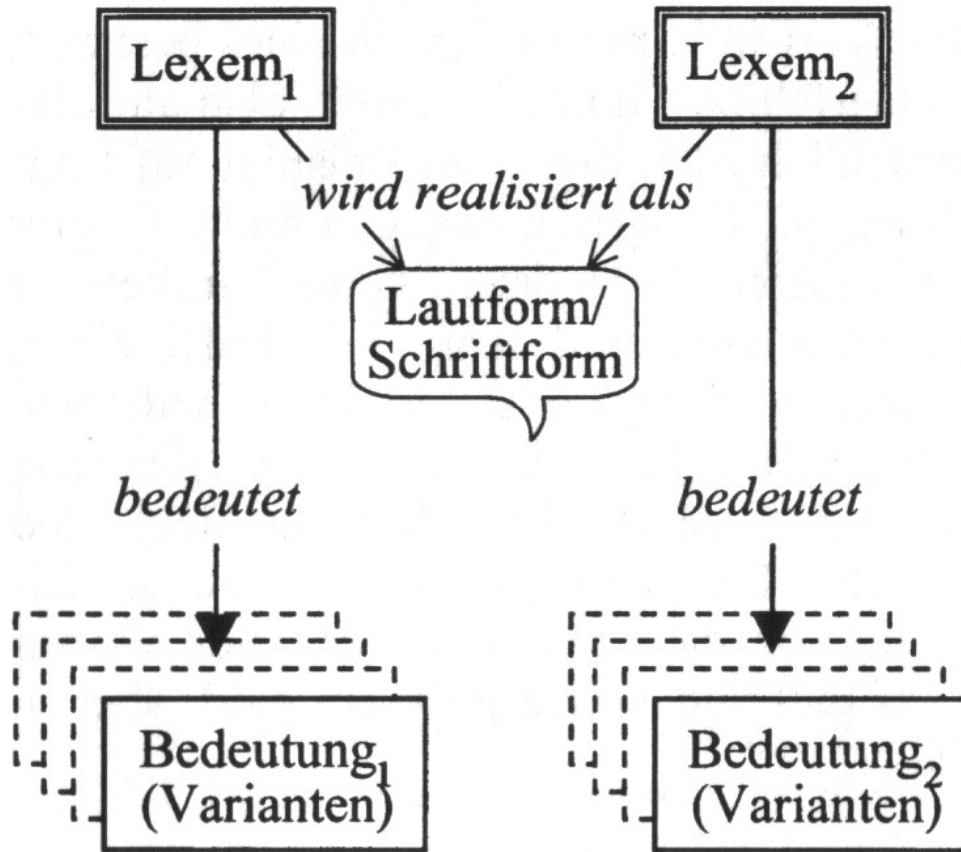 Lexem₁ Lexem₂
wird realisiert als
Lautform/
Schriftform
bedeutet bedeutet
Bedeutung₁ Bedeutung₂
(Varianten) (Varianten)